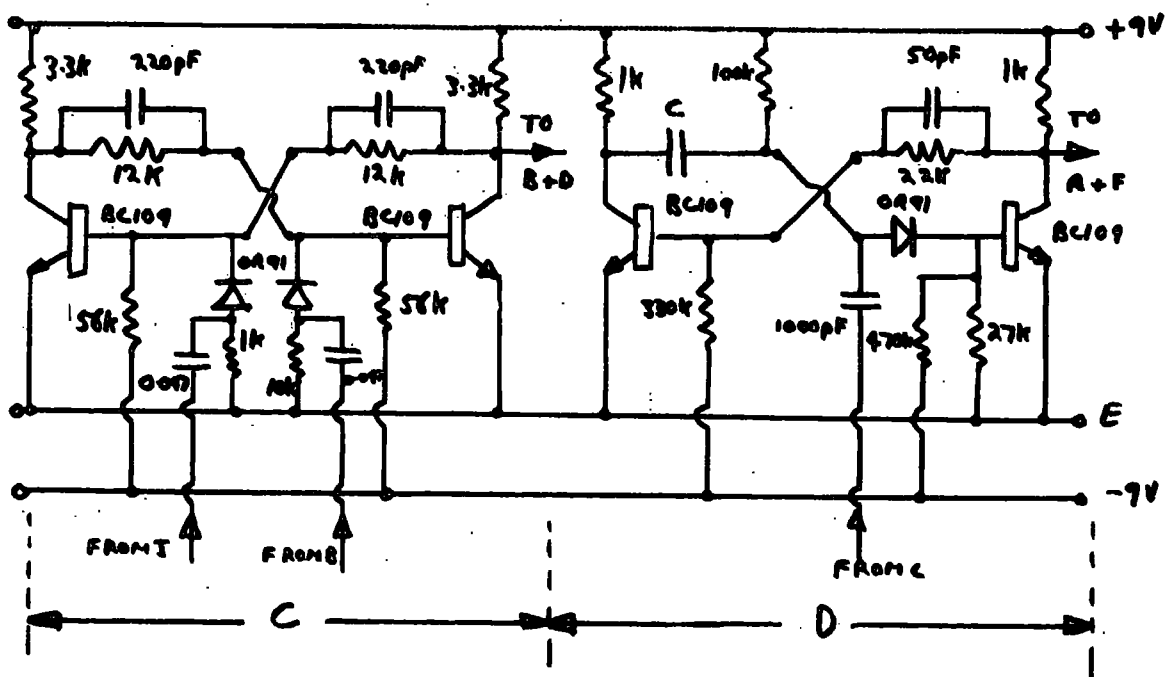 +9V
3.3k
220pF
220pF
3.3k
1k
C
100k
50pF
1k
12K
12k
TO
B+D
22K
TO
A+F
BC109
BC109
BC109
OA91
BC109
OA91
56k
1k
10k
56k
330k
1000pF
470k
27k
E
-9V
FROM I
FROM B
FROM C
C
D